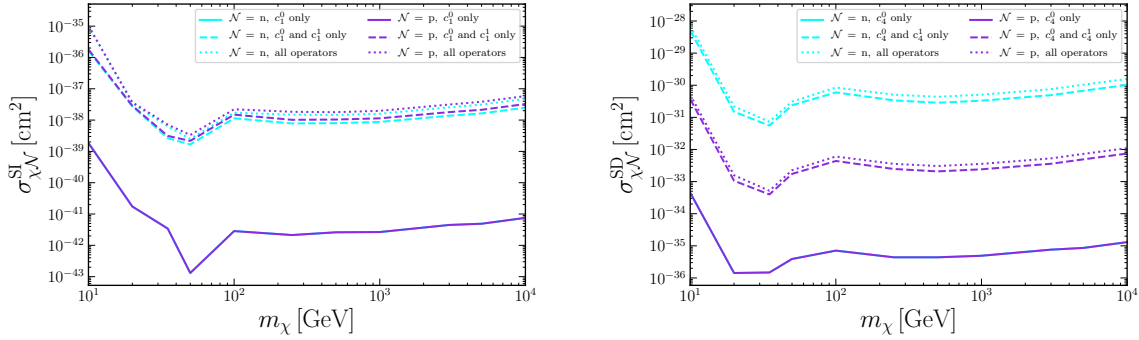 𝒩 = n, c₁⁰ only
𝒩 = n, c₁⁰ and c₁¹ only
𝒩 = n, all operators
𝒩 = p, c₁⁰ only
𝒩 = p, c₁⁰ and c₁¹ only
𝒩 = p, all operators
10⁻³⁵
10⁻³⁶
10⁻³⁷
10⁻³⁸
10⁻³⁹
10⁻⁴⁰
10⁻⁴¹
10⁻⁴²
10⁻⁴³
σ^SI_χ𝒩 [cm²]
10¹
10²
10³
10⁴
m_χ [GeV]
𝒩 = n, c₄⁰ only
𝒩 = n, c₄⁰ and c₄¹ only
𝒩 = n, all operators
𝒩 = p, c₄⁰ only
𝒩 = p, c₄⁰ and c₄¹ only
𝒩 = p, all operators
10⁻²⁸
10⁻²⁹
10⁻³⁰
10⁻³¹
10⁻³²
10⁻³³
10⁻³⁴
10⁻³⁵
10⁻³⁶
σ^SD_χ𝒩 [cm²]
10¹
10²
10³
10⁴
m_χ [GeV]